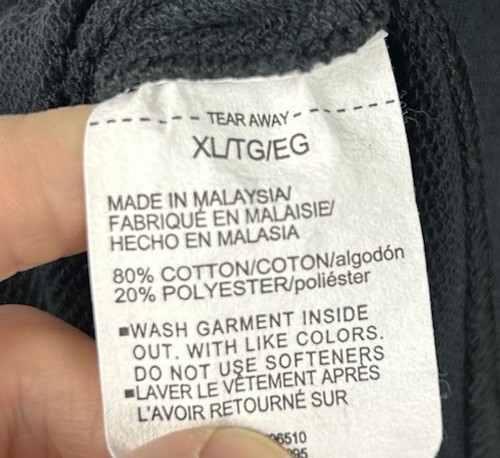 TEAR AWAY
XL/TG/EG
MADE IN MALAYSIA/
FABRIQUÉ EN MALAISIE/
HECHO EN MALASIA
80% COTTON/COTON/algodón
20% POLYESTER/poliéster
▪WASH GARMENT INSIDE
OUT. WITH LIKE COLORS.
DO NOT USE SOFTENERS
▪LAVER LE VÊTEMENT APRÈS
L'AVOIR RETOURNÉ SUR